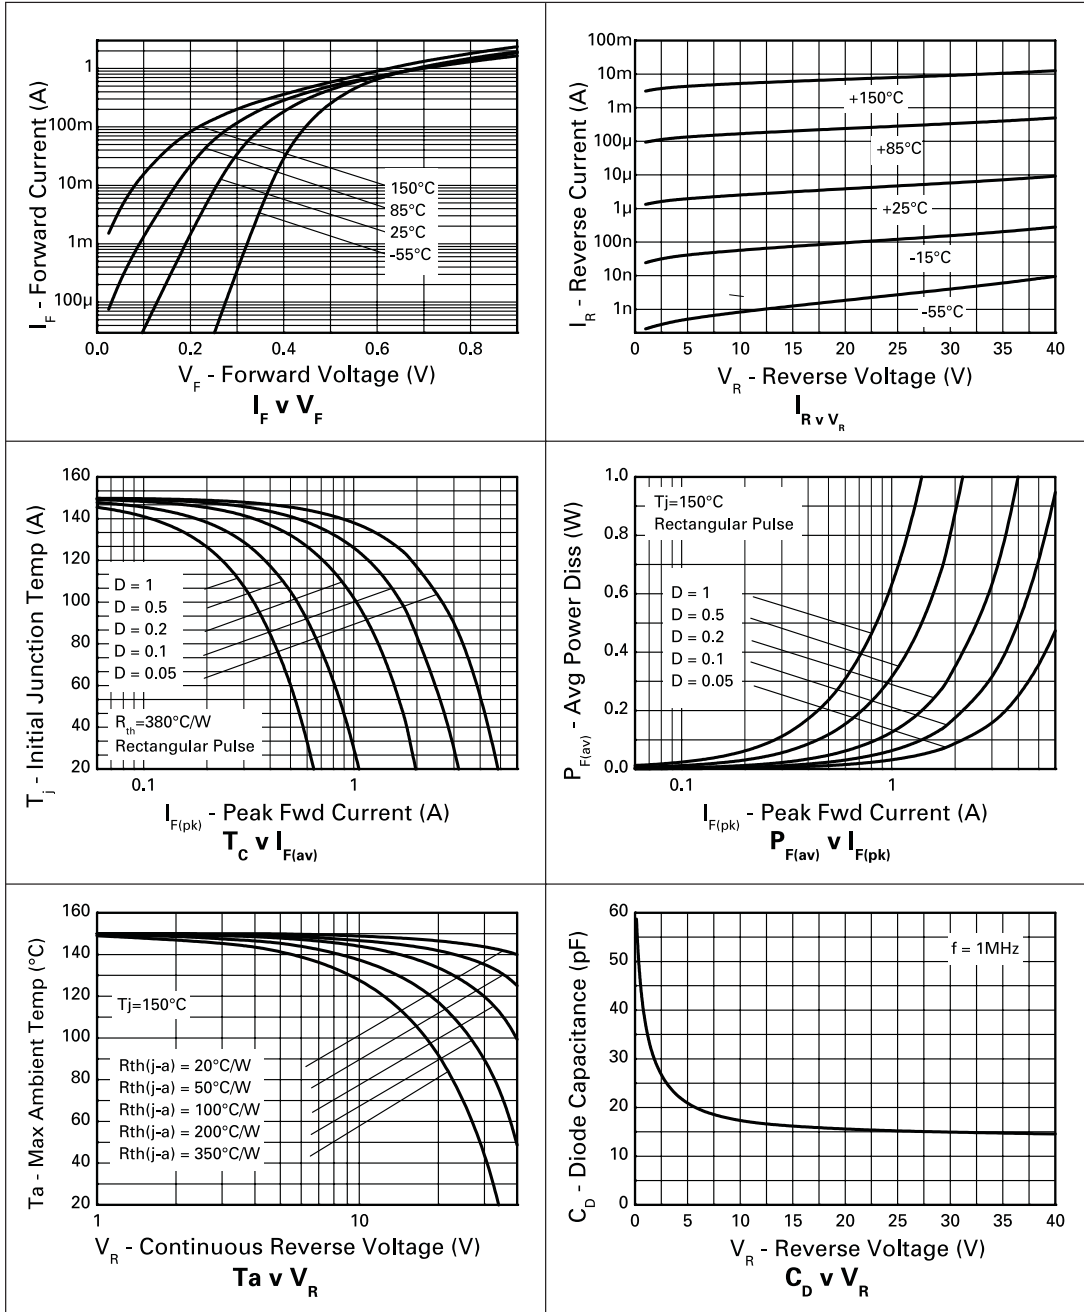 I_F - Forward Current (A)
1
100m
10m
1m
100µ
150°C
85°C
25°C
-55°C
0.0 0.2 0.4 0.6 0.8
V_F - Forward Voltage (V)
I_F v V_F
I_R - Reverse Current (A)
100m
10m
1m
100µ
10µ
1µ
100n
10n
1n
+150°C
+85°C
+25°C
-15°C
-55°C
0 5 10 15 20 25 30 35 40
V_R - Reverse Voltage (V)
I_R v V_R
T_j - Initial Junction Temp (A)
160
140
120
100
80
60
40
20
D = 1
D = 0.5
D = 0.2
D = 0.1
D = 0.05
R_th=380°C/W
Rectangular Pulse
0.1 1
I_F(pk) - Peak Fwd Current (A)
T_C v I_F(av)
P_F(av) - Avg Power Diss (W)
1.0
0.8
0.6
0.4
0.2
0.0
Tj=150°C
Rectangular Pulse
D = 1
D = 0.5
D = 0.2
D = 0.1
D = 0.05
0.1 1
I_F(pk) - Peak Fwd Current (A)
P_F(av) v I_F(pk)
Ta - Max Ambient Temp (°C)
160
140
120
100
80
60
40
20
Tj=150°C
Rth(j-a) = 20°C/W
Rth(j-a) = 50°C/W
Rth(j-a) = 100°C/W
Rth(j-a) = 200°C/W
Rth(j-a) = 350°C/W
1 10
V_R - Continuous Reverse Voltage (V)
Ta v V_R
C_D - Diode Capacitance (pF)
60
50
40
30
20
10
0
f = 1MHz
0 5 10 15 20 25 30 35 40
V_R - Reverse Voltage (V)
C_D v V_R